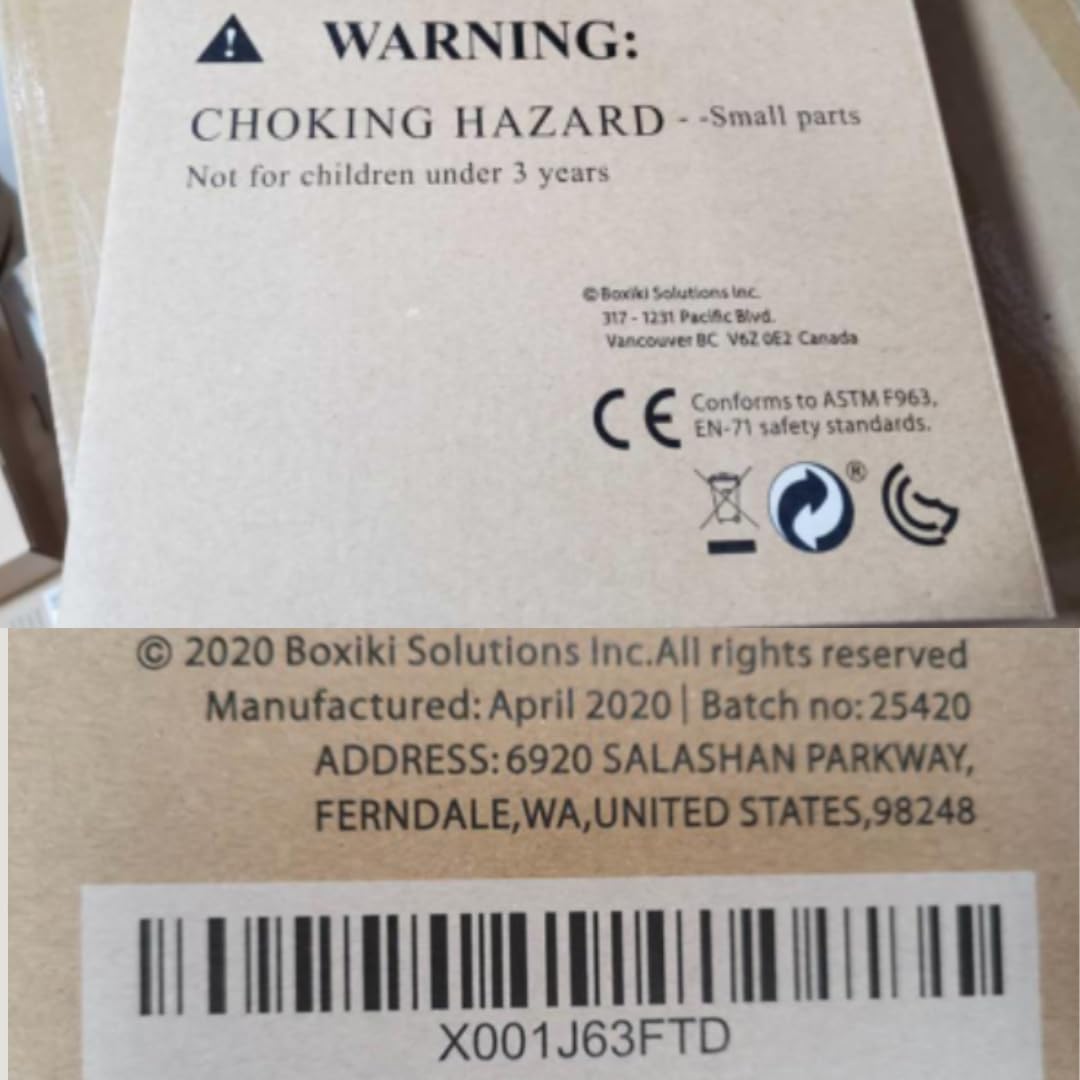 WARNING:
CHOKING HAZARD - -Small parts
Not for children under 3 years
©Boxiki Solutions Inc.
317 - 1231 Pacific Blvd.
Vancouver BC V6Z 0E2 Canada
CE Conforms to ASTM F963,
EN-71 safety standards.
®
© 2020 Boxiki Solutions Inc.All rights reserved
Manufactured: April 2020 | Batch no: 25420
ADDRESS: 6920 SALASHAN PARKWAY,
FERNDALE,WA,UNITED STATES,98248
X001J63FTD